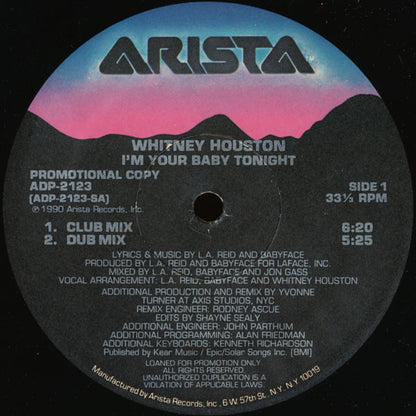 ARISTA
WHITNEY HOUSTON
I'M YOUR BABY TONIGHT
PROMOTIONAL COPY
ADP-2123
(ADP-2123-SA)
℗ 1990 Arista Records, Inc.
SIDE 1
33⅓ RPM
1. CLUB MIX 6:20
2. DUB MIX 5:25
LYRICS & MUSIC BY L.A. REID AND BABYFACE
PRODUCED BY L.A. REID AND BABYFACE FOR LAFACE, INC.
MIXED BY L.A. REID, BABYFACE AND JON GASS
VOCAL ARRANGEMENT: L.A. REID, BABYFACE AND WHITNEY HOUSTON
ADDITIONAL PRODUCTION AND REMIX BY YVONNE
TURNER AT AXIS STUDIOS, NYC
REMIX ENGINEER: RODNEY ASCUE
EDITS BY SHAYNE SEALY
ADDITIONAL ENGINEER: JOHN PARTHUM
ADDITIONAL PROGRAMMING: ALAN FRIEDMAN
ADDITIONAL KEYBOARDS: KENNETH RICHARDSON
Published by Kear Music / Epic/Solar Songs Inc. (BMI)
LOANED FOR PROMOTION ONLY
ALL RIGHTS RESERVED.
UNAUTHORIZED DUPLICATION IS A
VIOLATION OF APPLICABLE LAWS.
Manufactured by Arista Records, Inc., 6 W 57th St., N.Y., N.Y. 10019